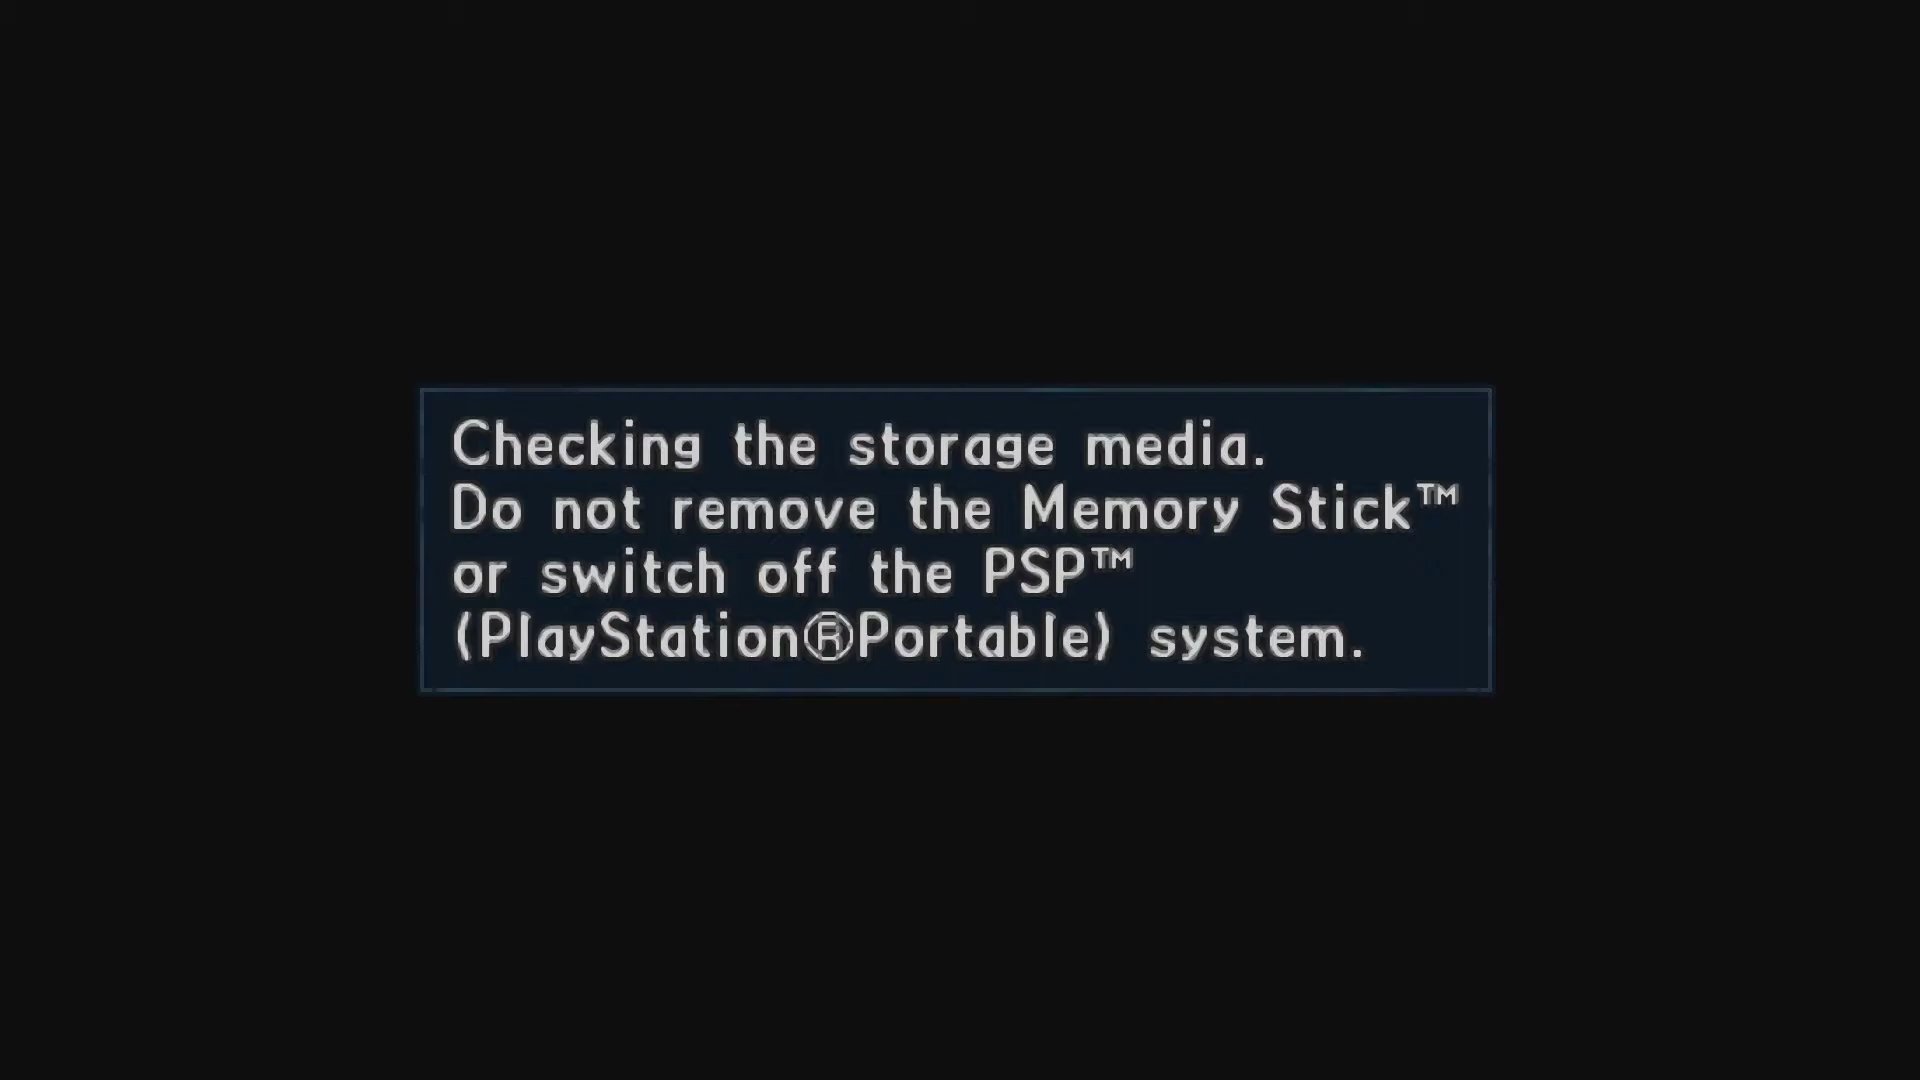 Checking the storage media.
Do not remove the Memory Stick™
or switch off the PSP™
(PlayStation®Portable) system.